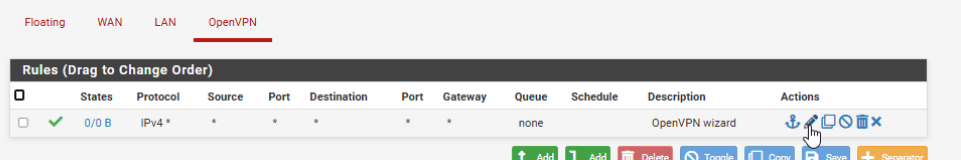 Floating WAN LAN OpenVPN
Rules (Drag to Change Order)
States Protocol Source Port Destination Port Gateway Queue Schedule Description Actions
0/0 B IPv4 * * * * * * none OpenVPN wizard
Add Add Delete Toggle Copy Save Separator